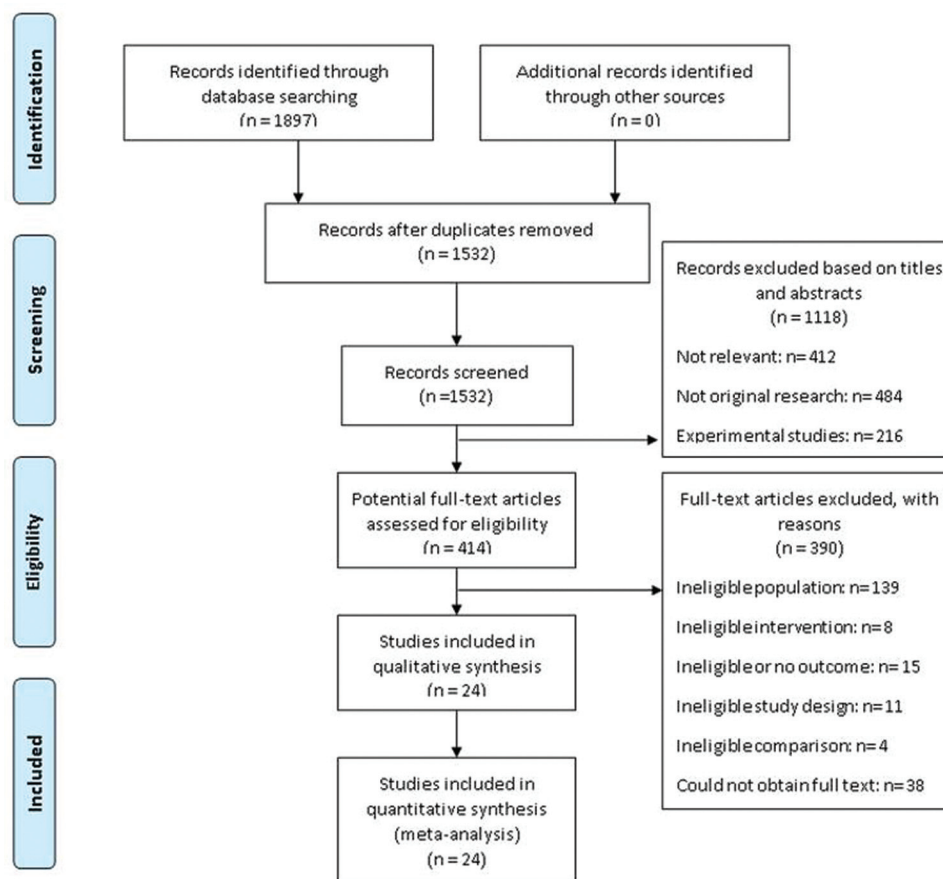 Identification
Records identified through
database searching
(n = 1897)
Additional records identified
through other sources
(n = 0)
Records after duplicates removed
(n = 1532)
Screening
Records excluded based on titles
and abstracts
(n = 1118)
Not relevant: n=412
Not original research: n=484
Experimental studies: n=216
Records screened
(n =1532)
Eligibility
Potential full-text articles
assessed for eligibility
(n = 414)
Full-text articles excluded, with
reasons
(n = 390)
Ineligible population: n=139
Ineligible intervention: n=8
Ineligible or no outcome: n=15
Ineligible study design: n=11
Ineligible comparison: n=4
Could not obtain full text: n=38
Studies included in
qualitative synthesis
(n = 24)
Included
Studies included in
quantitative synthesis
(meta-analysis)
(n = 24)